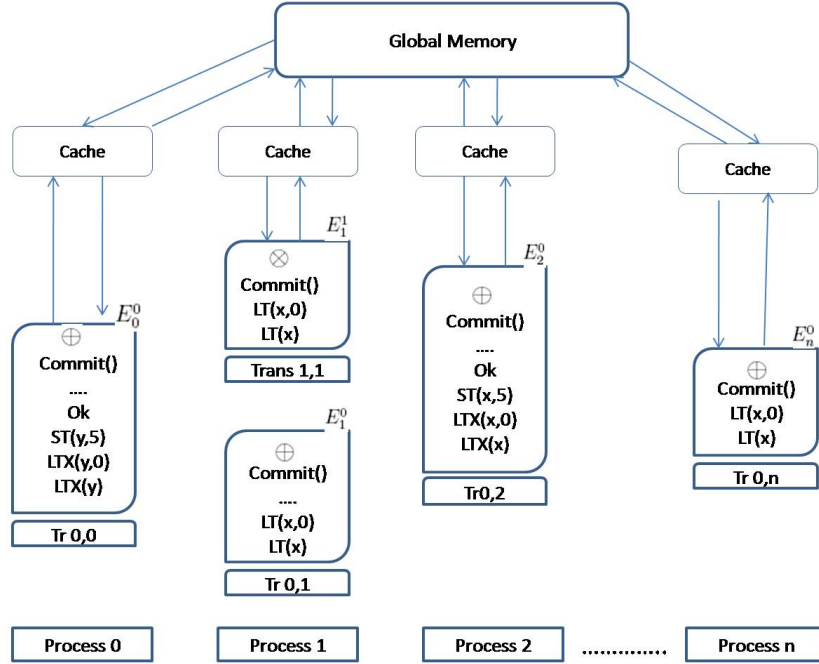 Global Memory
Cache
Cache
Cache
Cache
$E_0^0$
⊕
Commit()
....
Ok
ST(y,5)
LTX(y,0)
LTX(y)
Tr 0,0
Process 0
$E_1^1$
⊗
Commit()
LT(x,0)
LT(x)
Trans 1,1
$E_1^0$
⊕
Commit()
....
LT(x,0)
LT(x)
Tr 0,1
Process 1
$E_2^0$
⊕
Commit()
....
Ok
ST(x,5)
LTX(x,0)
LTX(x)
Tr0,2
Process 2
...............
$E_n^0$
⊕
Commit()
LT(x,0)
LT(x)
Tr 0,n
Process n